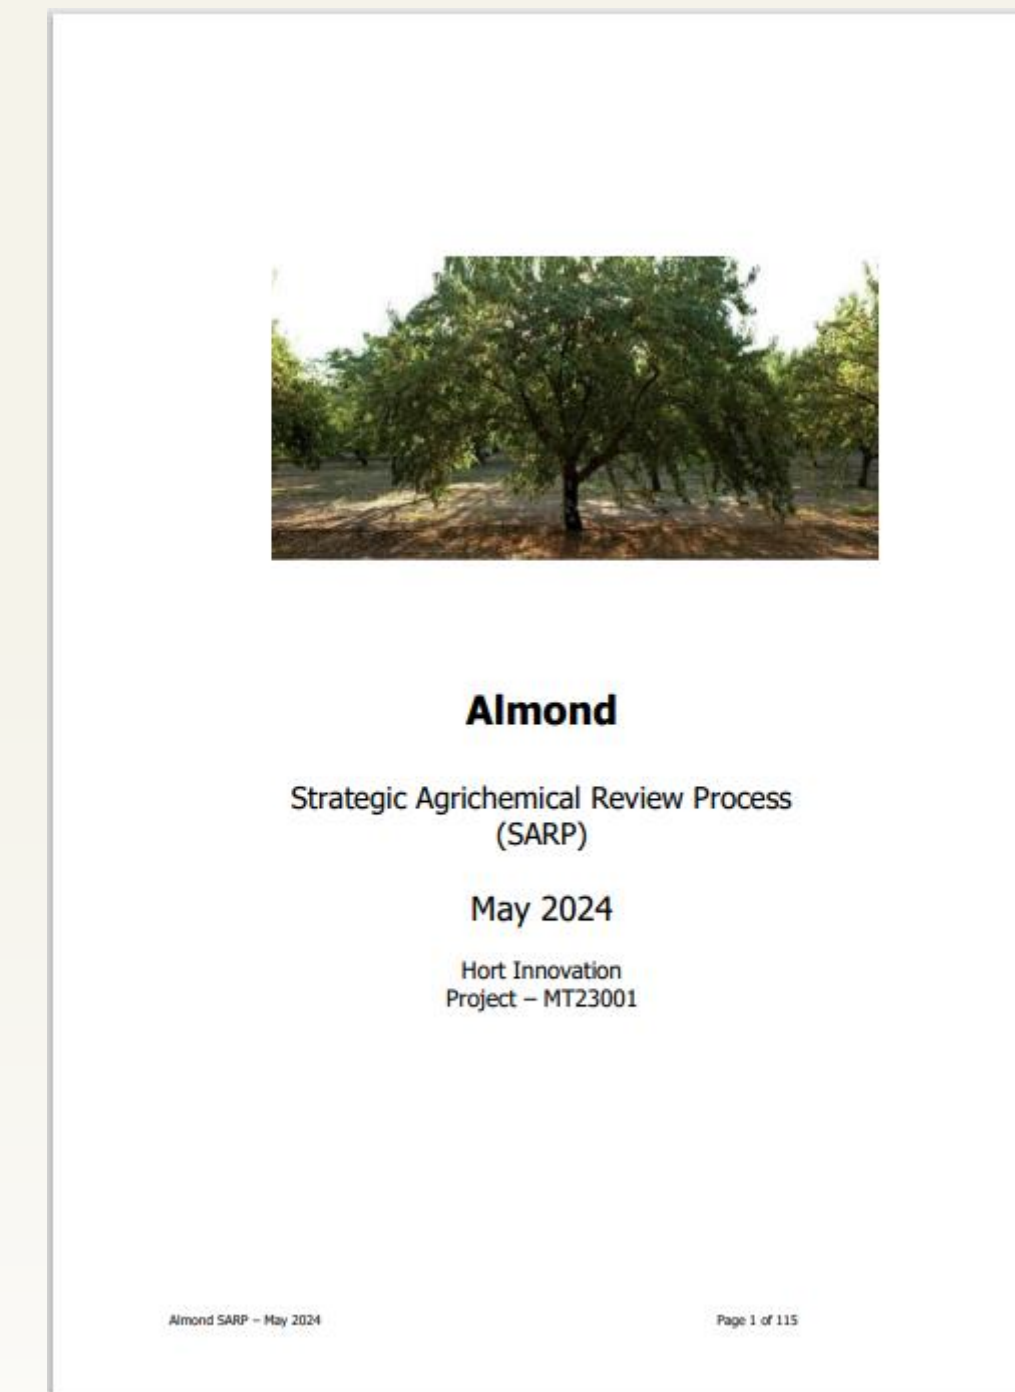 Almond
Strategic Agrichemical Review Process
(SARP)
May 2024
Hort Innovation
Project – MT23001
Almond SARP – May 2024
Page 1 of 115